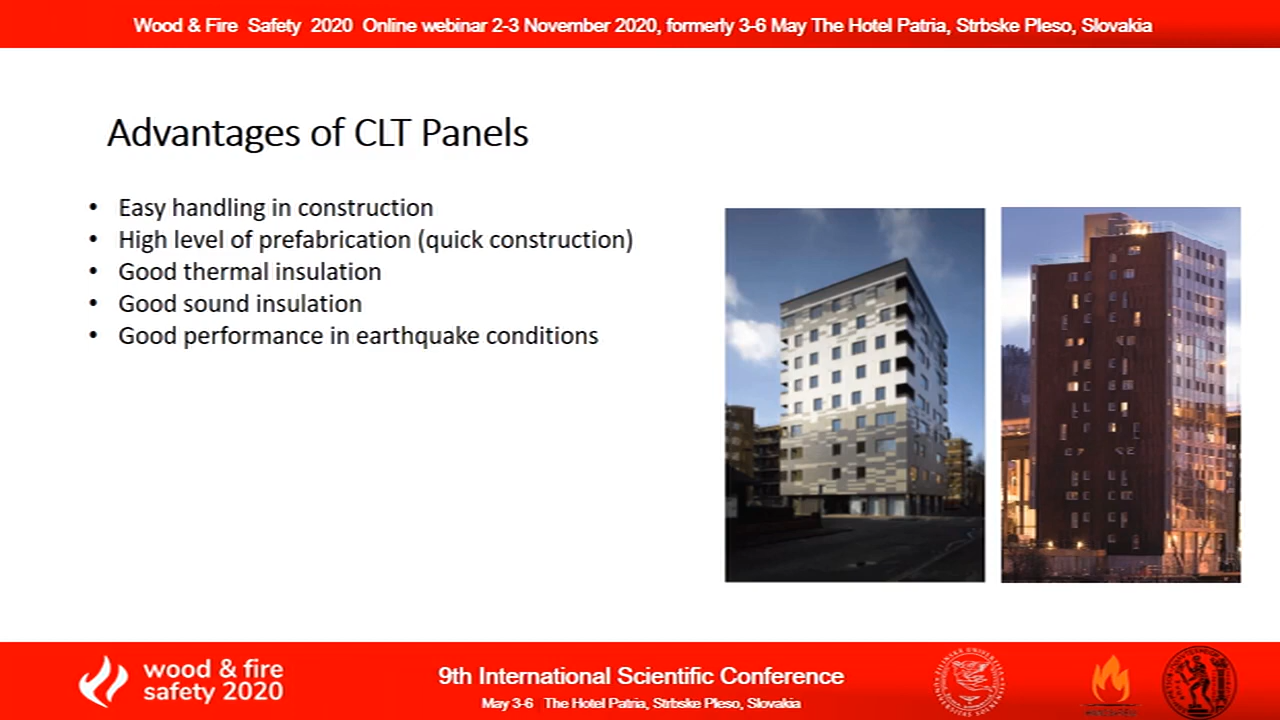 Wood & Fire Safety 2020 Online webinar 2-3 November 2020, formerly 3-6 May The Hotel Patria, Strbske Pleso, Slovakia
Advantages of CLT Panels
• Easy handling in construction
• High level of prefabrication (quick construction)
• Good thermal insulation
• Good sound insulation
• Good performance in earthquake conditions
wood & fire
safety 2020
9th International Scientific Conference
May 3-6 The Hotel Patria, Strbske Pleso, Slovakia